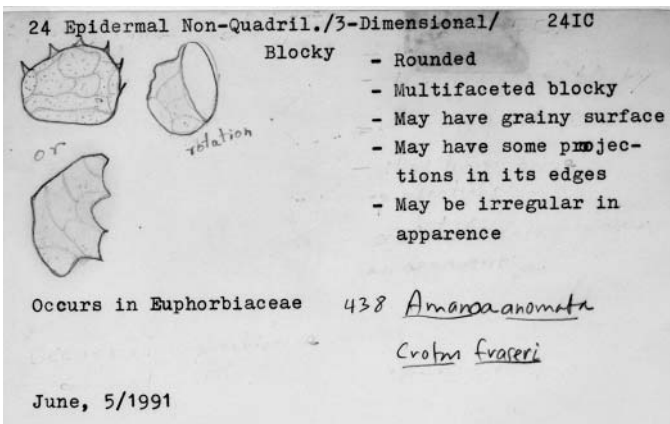 24 Epidermal Non-Quadril./3-Dimensional/ 24IC
Blocky
- Rounded
- Multifaceted blocky
- May have grainy surface
- May have some projec-
tions in its edges
- May be irregular in
apparence
or
rotation
Occurs in Euphorbiaceae 438 Amanoa anomata
Croton fraseri
June, 5/1991